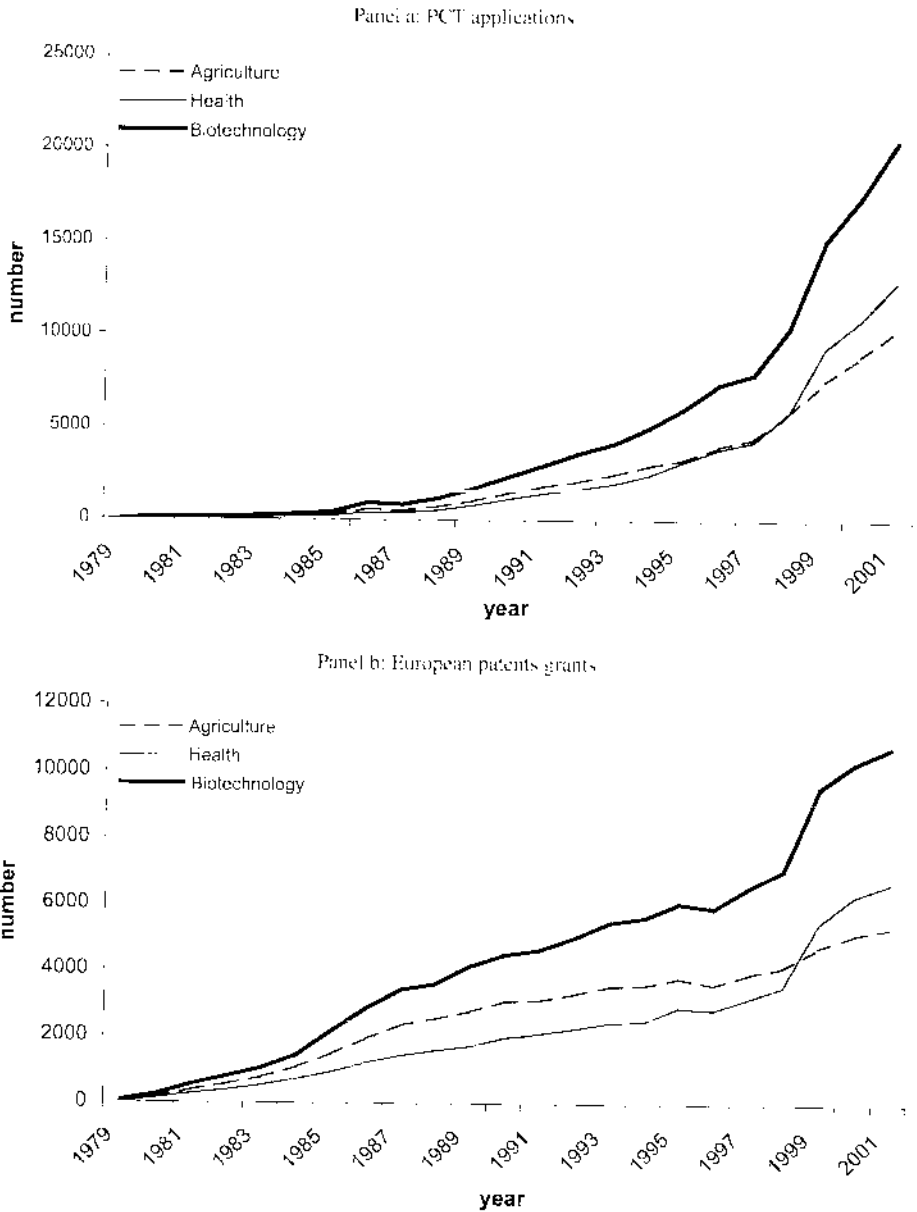 Panel a: PCT applications
25000
Agriculture
Health
Biotechnology
20000
15000
number
10000
5000
0
1979 1981 1983 1985 1987 1989 1991 1993 1995 1997 1999 2001
year
Panel b: European patents grants
12000
Agriculture
Health
Biotechnology
10000
8000
number
6000
4000
2000
0
1979 1981 1983 1985 1987 1989 1991 1993 1995 1997 1999 2001
year